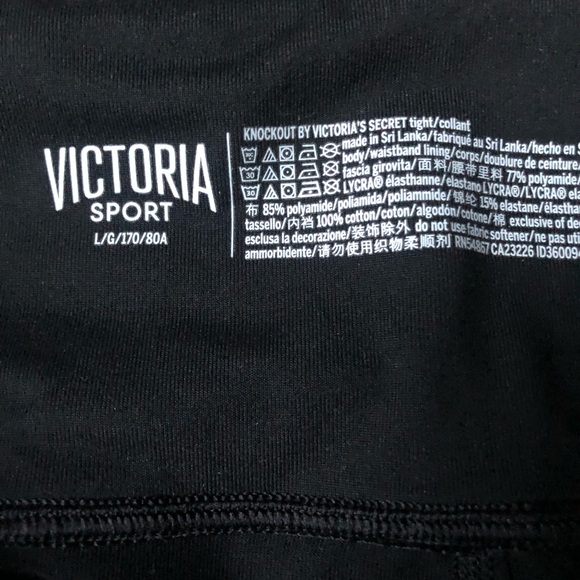 VICTORIA
SPORT
L/G/170/80A
KNOCKOUT BY VICTORIA'S SECRET tight/collant
made in Sri Lanka/fabriqué au Sri Lanka/hecho en S
body/waistband lining/corps/doublure de ceinture
fascia girovita/面料/腰带里料 77% polyamide/
LYCRA® élasthanne/elastano LYCRA®/LYCRA® elas
布 85% polyamide/poliamida/poliammide/锦纶 15% elastane/élastha
tassello/内裆 100% cotton/coton/algodón/cotone/棉 exclusive of de
esclusa la decorazione/装饰除外 do not use fabric softener/ne pas uti
ammorbidente/请勿使用织物柔顺剂 RN54867 CA23226 ID36009